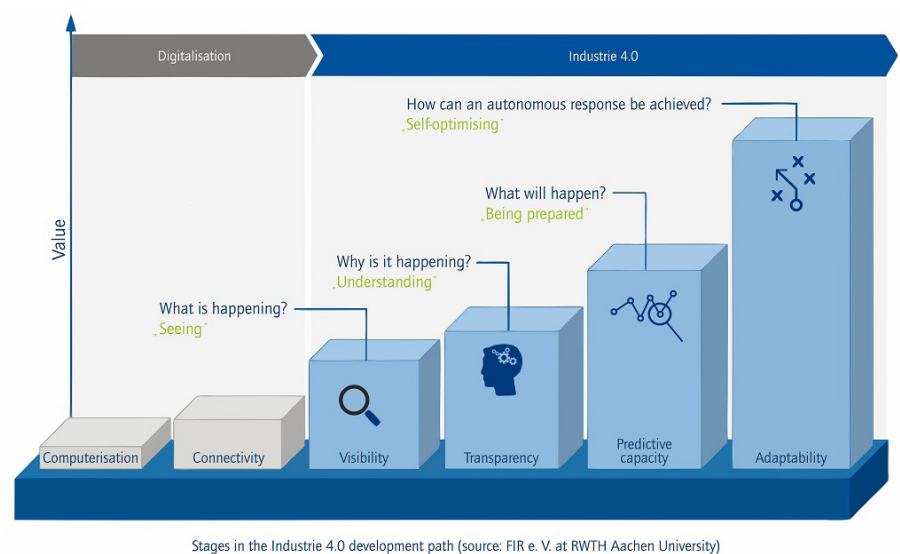 Digitalisation
Industrie 4.0
How can an autonomous response be achieved?
„Self-optimising“
What will happen?
„Being prepared“
Why is it happening?
„Understanding“
What is happening?
„Seeing“
Value
Computerisation
Connectivity
Visibility
Transparency
Predictive
capacity
Adaptability
Stages in the Industrie 4.0 development path (source: FIR e. V. at RWTH Aachen University)